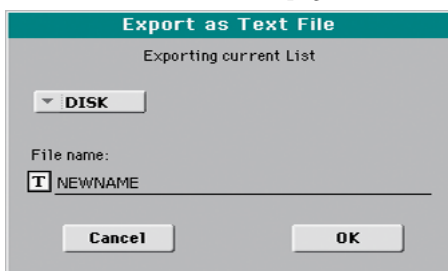 Export as Text File
Exporting current List
DISK
File name:
T NEWNAME
Cancel OK